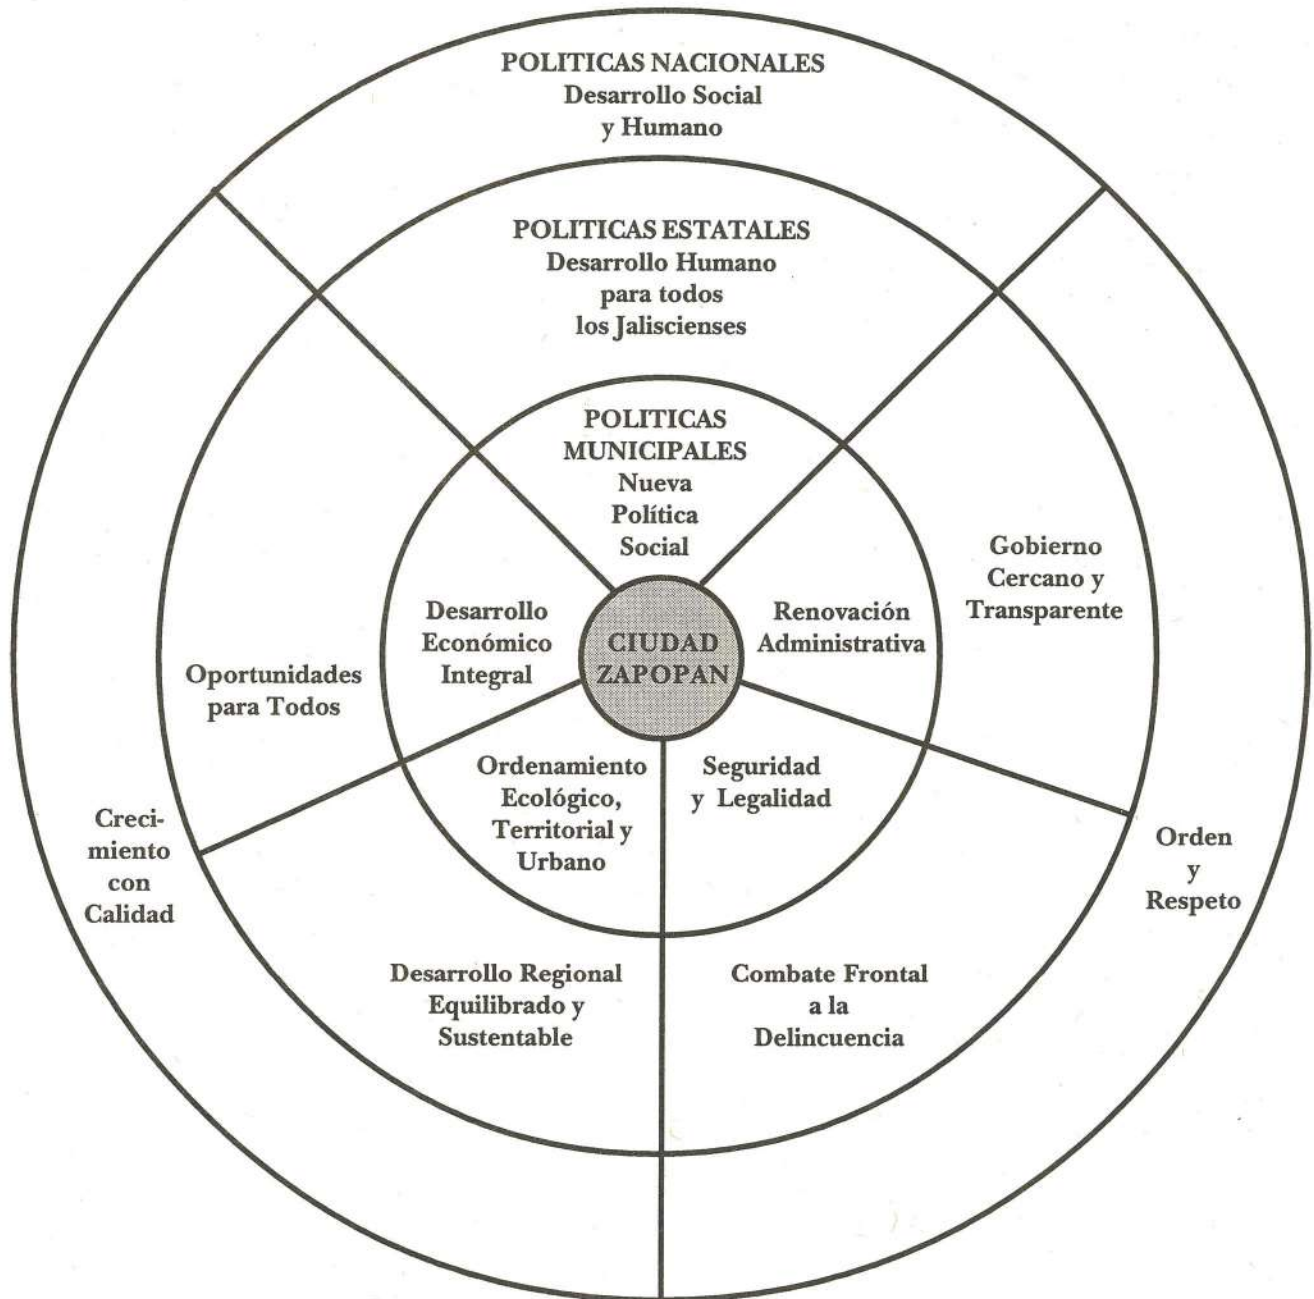 POLITICAS NACIONALES
Desarrollo Social
y Humano
POLITICAS ESTATALES
Desarrollo Humano
para todos
los Jaliscienses
POLITICAS
MUNICIPALES
Nueva
Política
Social
Gobierno
Cercano y
Transparente
Desarrollo
Económico
Integral
CIUDAD
ZAPOPAN
Renovación
Administrativa
Oportunidades
para Todos
Ordenamiento
Ecológico,
Territorial y
Urbano
Seguridad
y Legalidad
Creci-
miento
con
Calidad
Orden
y
Respeto
Desarrollo Regional
Equilibrado y
Sustentable
Combate Frontal
a la
Delincuencia